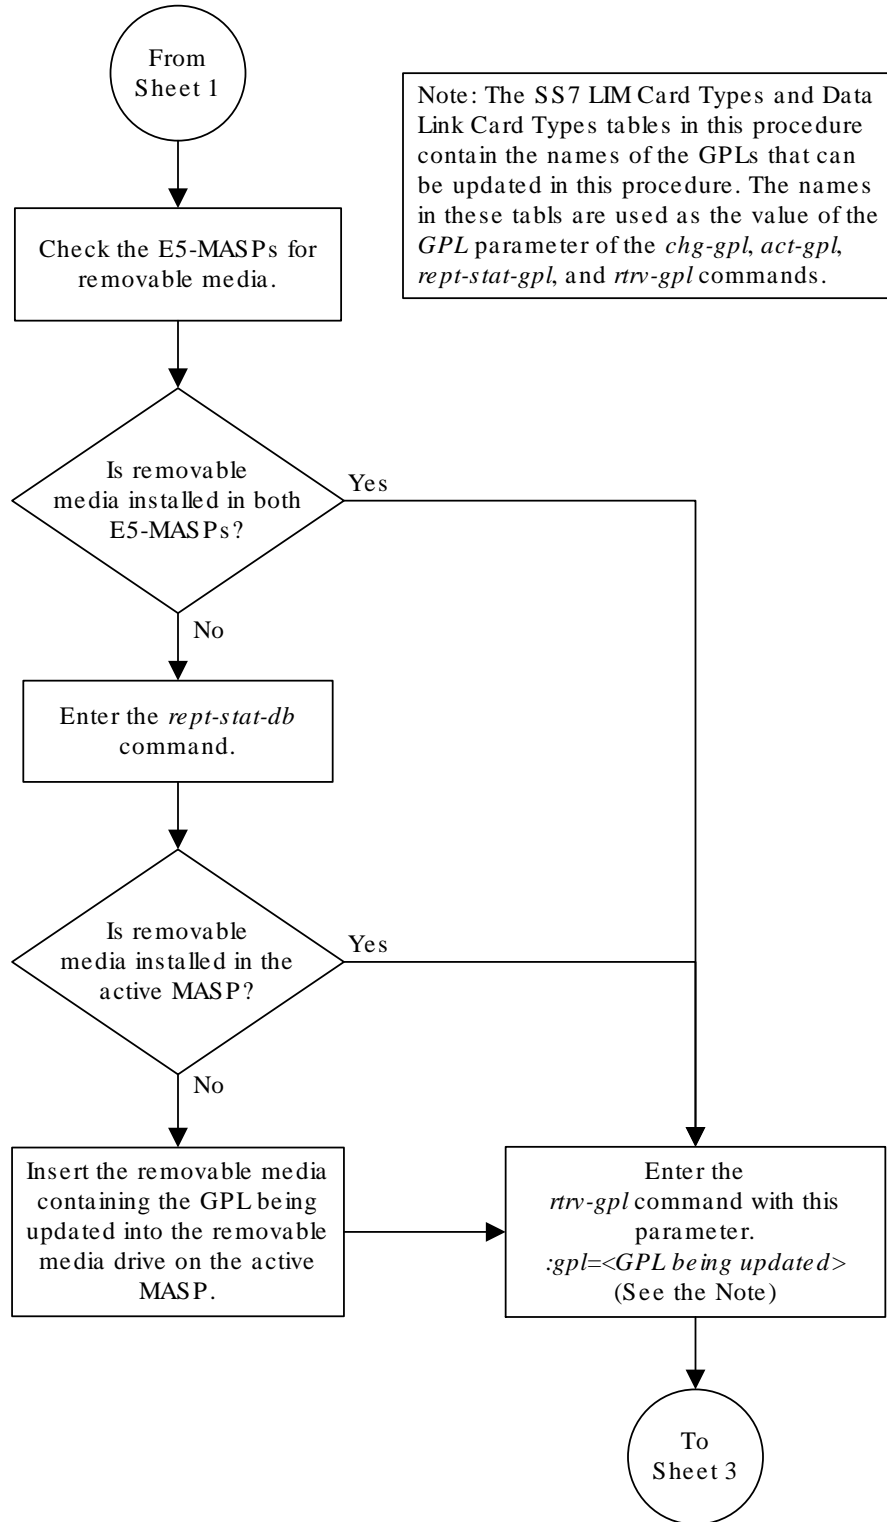 From
Sheet 1
Note: The SS7 LIM Card Types and Data
Link Card Types tables in this procedure
contain the names of the GPLs that can
be updated in this procedure. The names
in these tabls are used as the value of the
GPL parameter of the chg-gpl, act-gpl,
rept-stat-gpl, and rtrv-gpl commands.
Check the E5-MASPs for
removable media.
Is removable
media installed in both
E5-MASPs?
Yes
No
Enter the rept-stat-db
command.
Is removable
media installed in the
active MASP?
Yes
No
Insert the removable media
containing the GPL being
updated into the removable
media drive on the active
MASP.
Enter the
rtrv-gpl command with this
parameter.
:gpl=<GPL being updated>
(See the Note)
To
Sheet 3